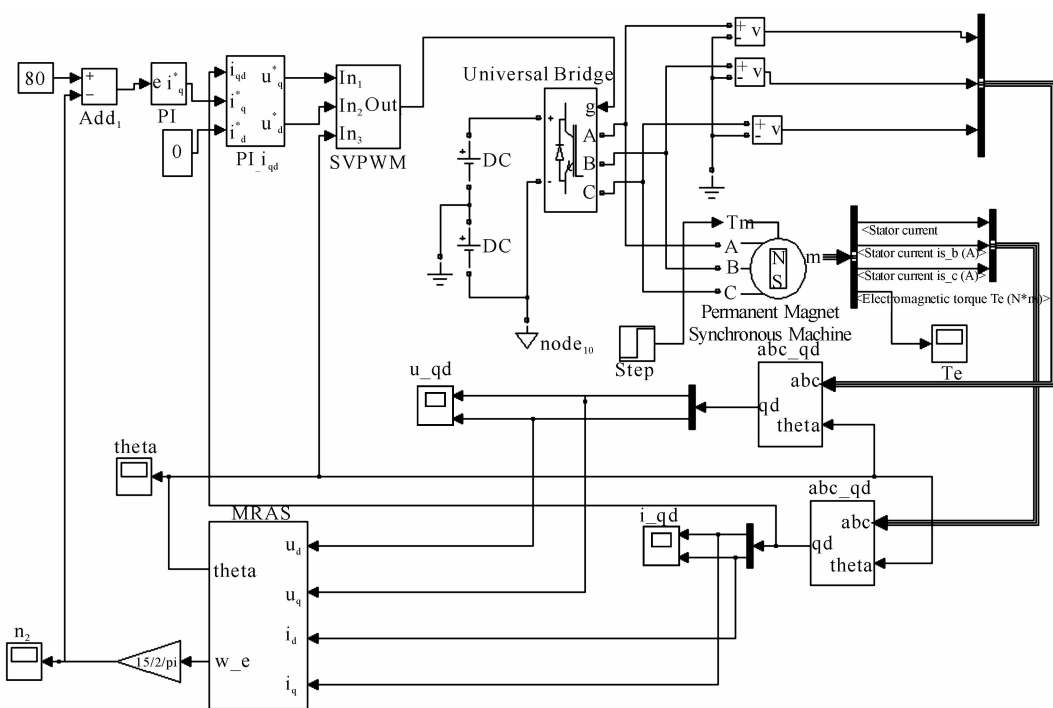 80
+
−
Add₁
e i*q
PI
0
i_qd
i*q
i*d
u*q
u*d
PI_i_qd
In₁
In₂
In₃
Out
SVPWM
Universal Bridge
+
-
g
A
B
C
+
DC
+
DC
node₁₀
+
-
v
+
-
v
+
-
v
Tm
A
B
C
N
S
m
Permanent Magnet
Synchronous Machine
<Stator current
<Stator current is_b (A)>
<Stator current is_c (A)>
<Electromagnetic torque Te (N*m)>
Step
Te
abc_qd
abc
qd
theta
u_qd
theta
abc_qd
abc
qd
theta
i_qd
MRAS
theta
w_e
u_d
u_q
i_d
i_q
15/2/pi
n₂